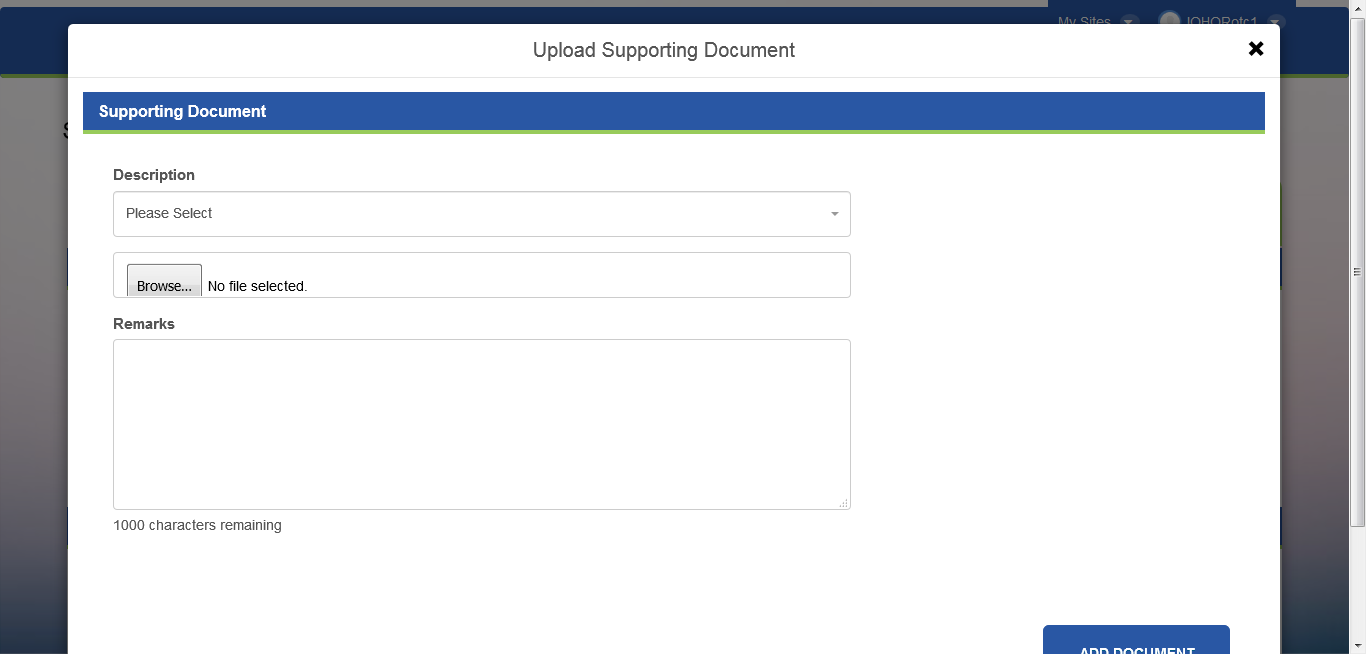 My Sites
Upload Supporting Document
Supporting Document
Description
Please Select
Browse... No file selected.
Remarks
1000 characters remaining
ADD DOCUMENT